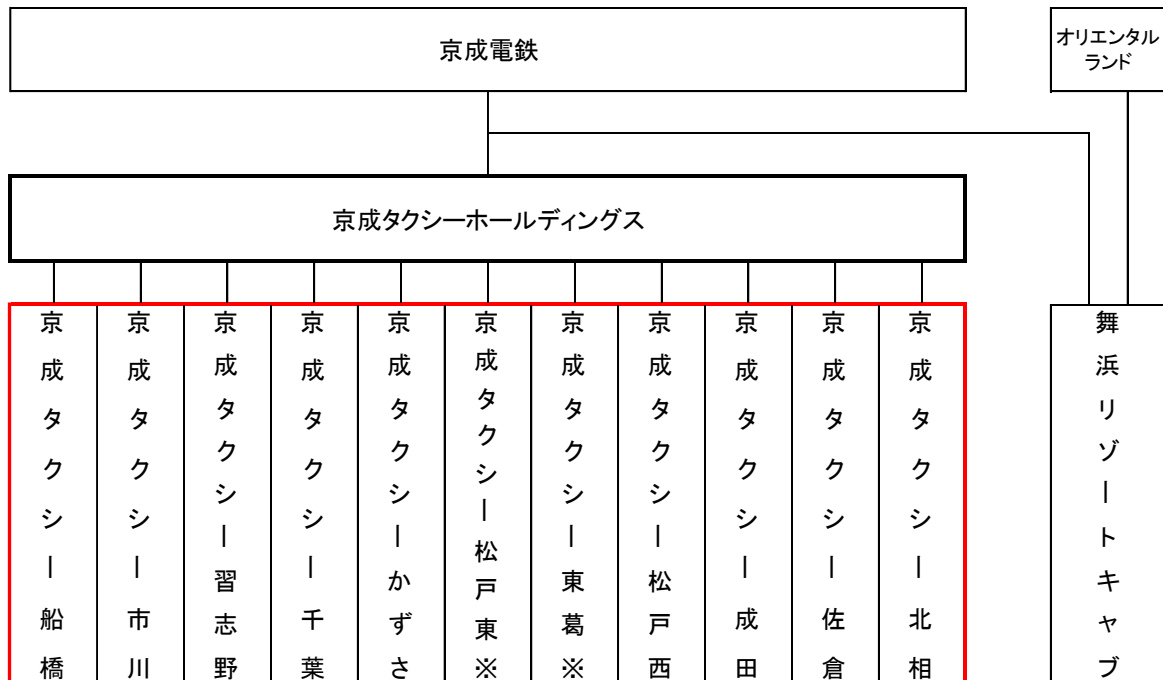 京成電鉄
オリエンタル
ランド
京成タクシーホールディングス
京成タクシー船橋
京成タクシー市川
京成タクシー習志野
京成タクシー千葉
京成タクシーかずさ
京成タクシー松戸東※
京成タクシー東葛※
京成タクシー松戸西
京成タクシー成田
京成タクシー佐倉
京成タクシー北相
舞浜リゾートキャブ